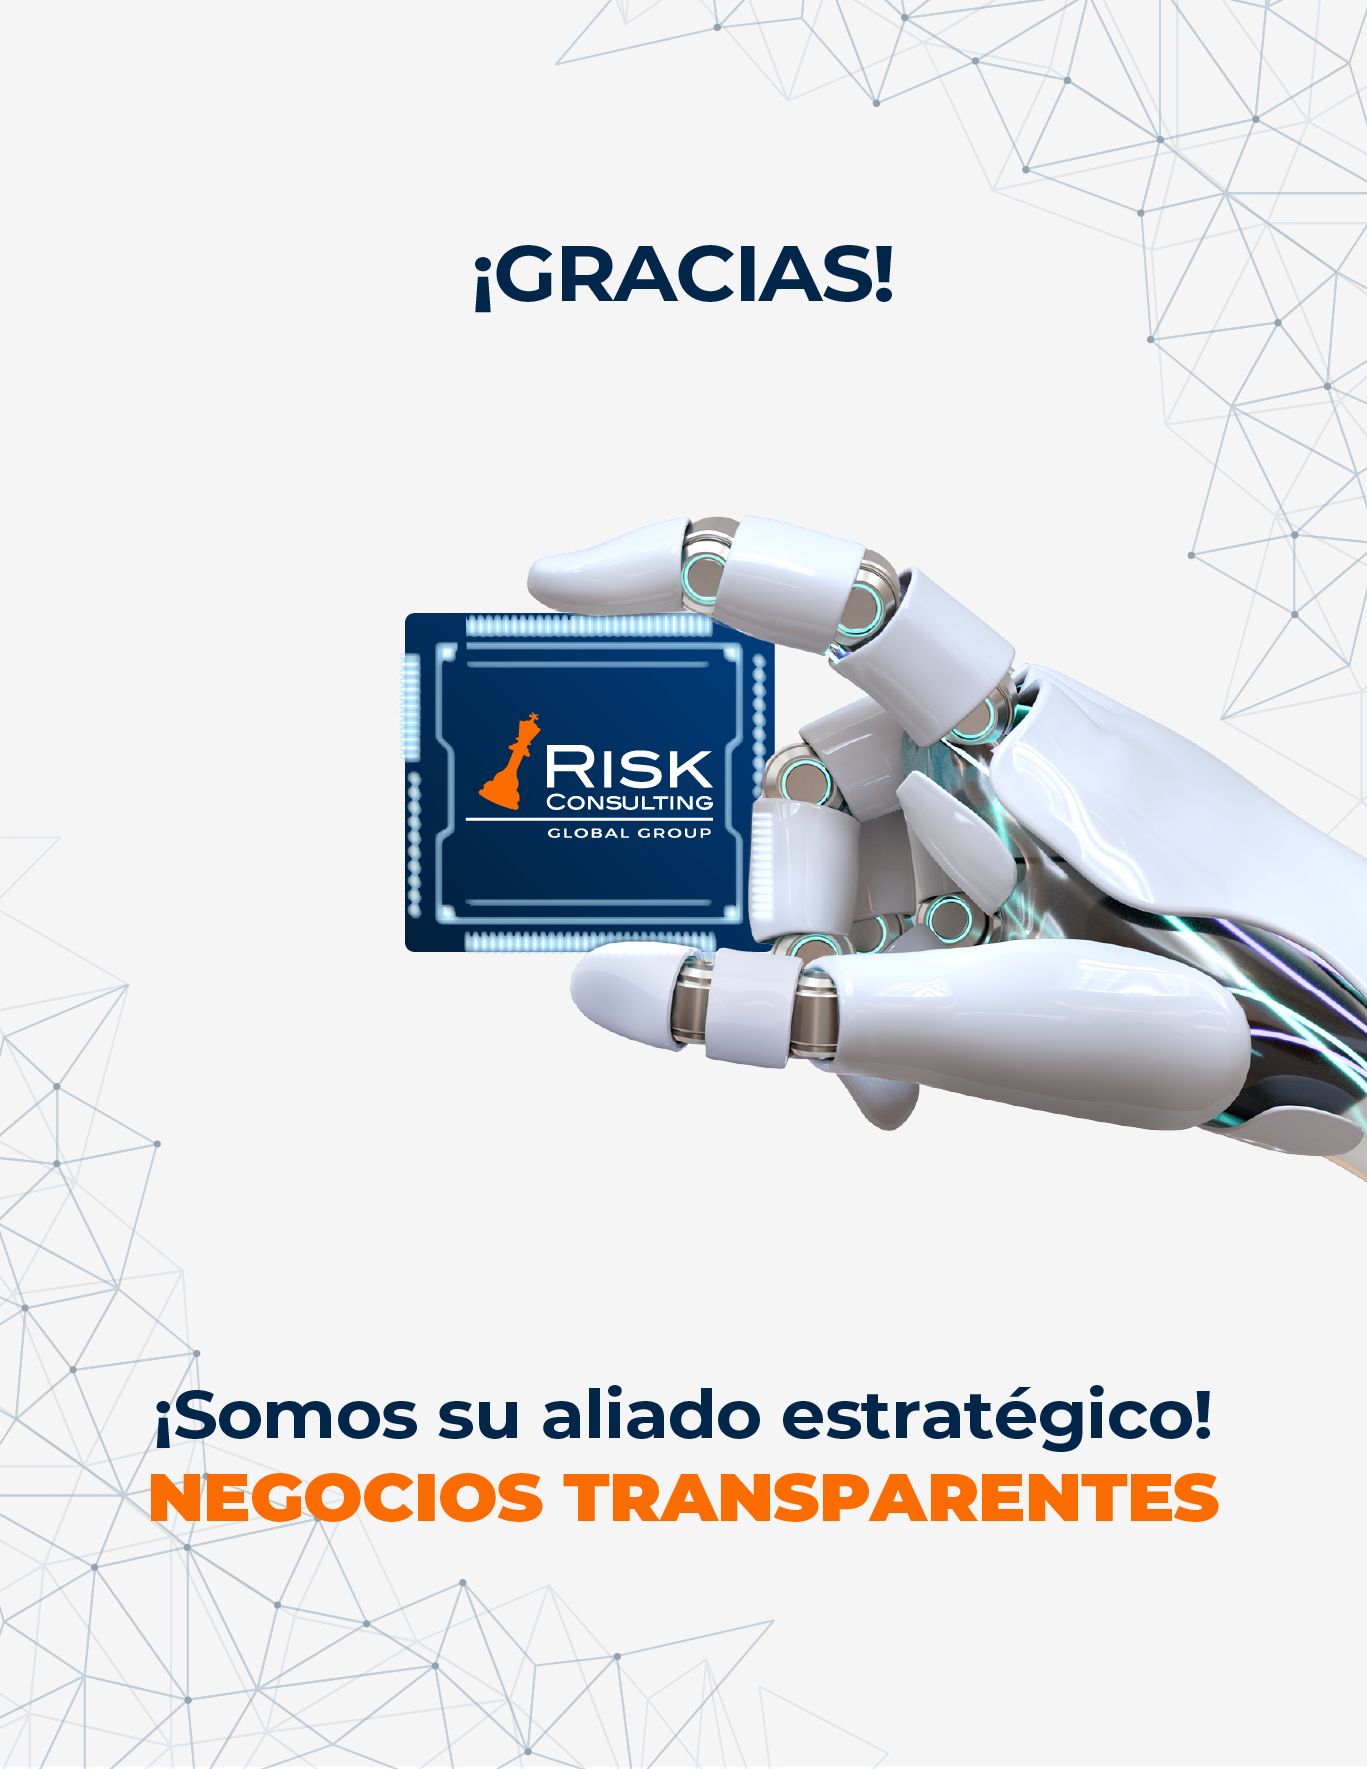 ¡GRACIAS!
RISK
CONSULTING
GLOBAL GROUP
¡Somos su aliado estratégico!
NEGOCIOS TRANSPARENTES